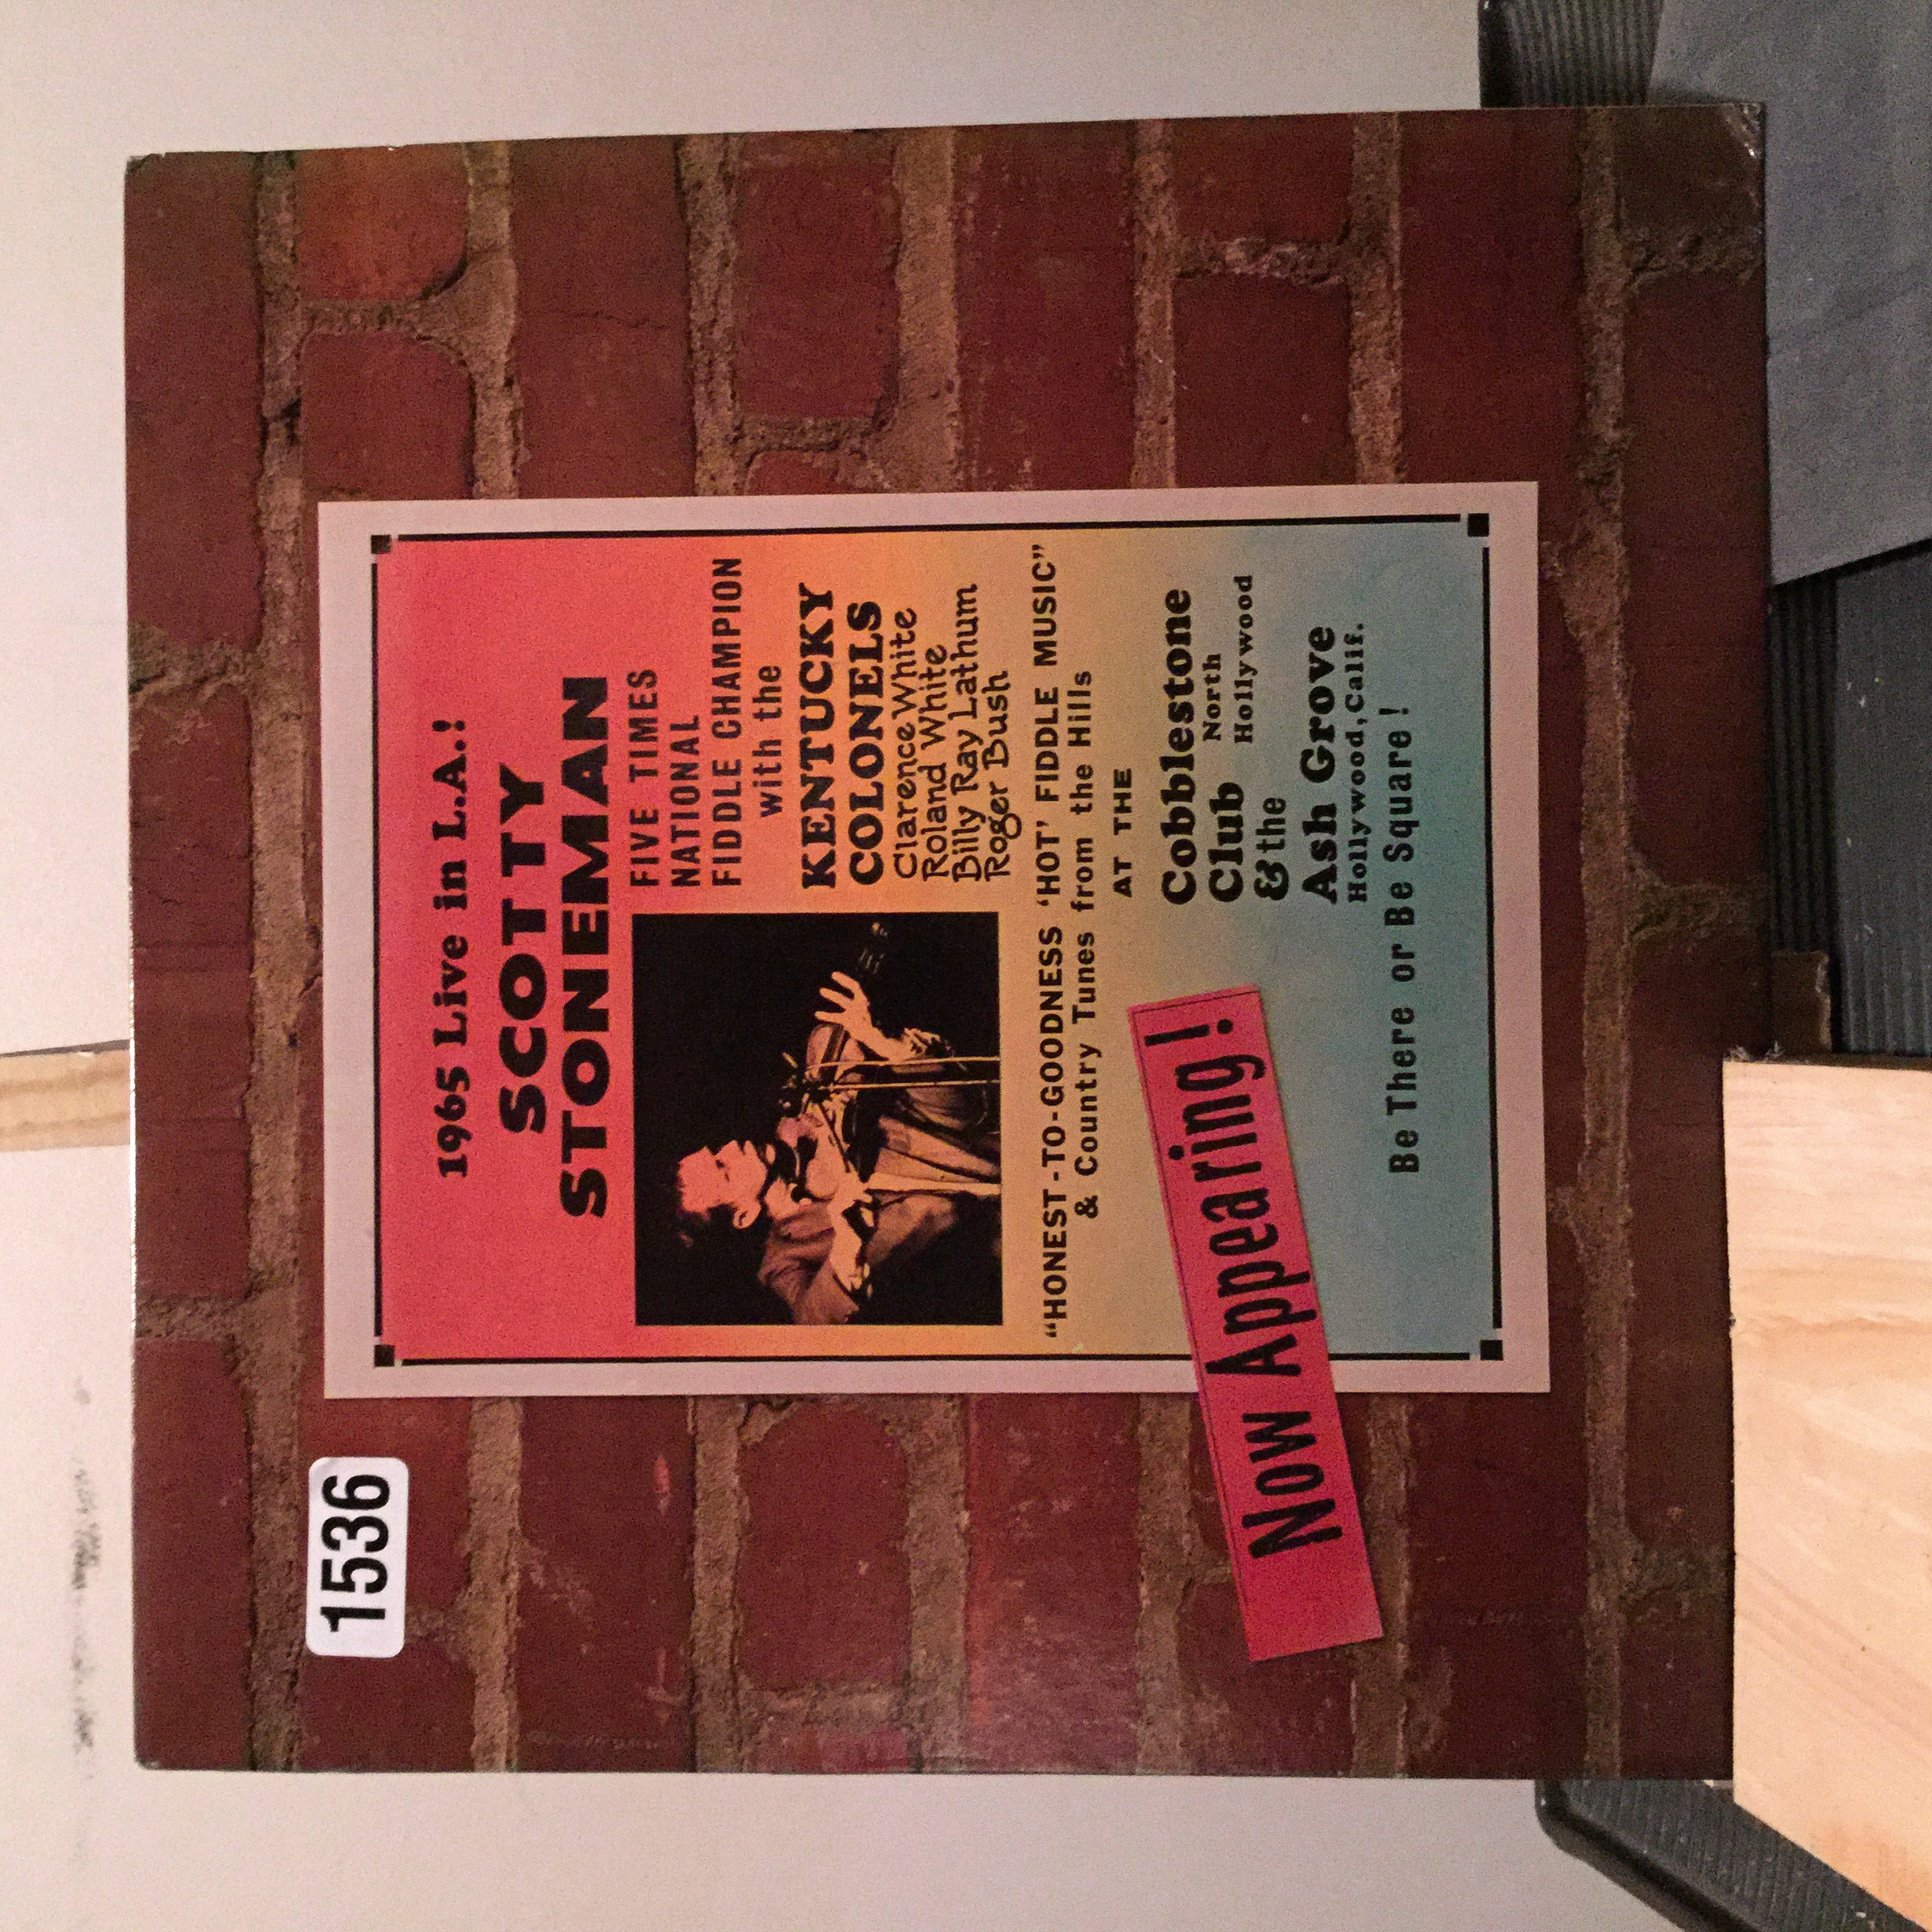 1536
1965 Live in L.A.!
SCOTTY
STONEMAN
FIVE TIMES
NATIONAL
FIDDLE CHAMPION
with the
KENTUCKY
COLONELS
Clarence White
Roland White
Billy Ray Lathum
Roger Bush
"HONEST-TO-GOODNESS 'HOT' FIDDLE MUSIC"
& Country Tunes from the Hills
AT THE
Cobblestone
Club North
Hollywood
& the
Ash Grove
Hollywood, Calif.
Be There or Be Square!
Now Appearing!